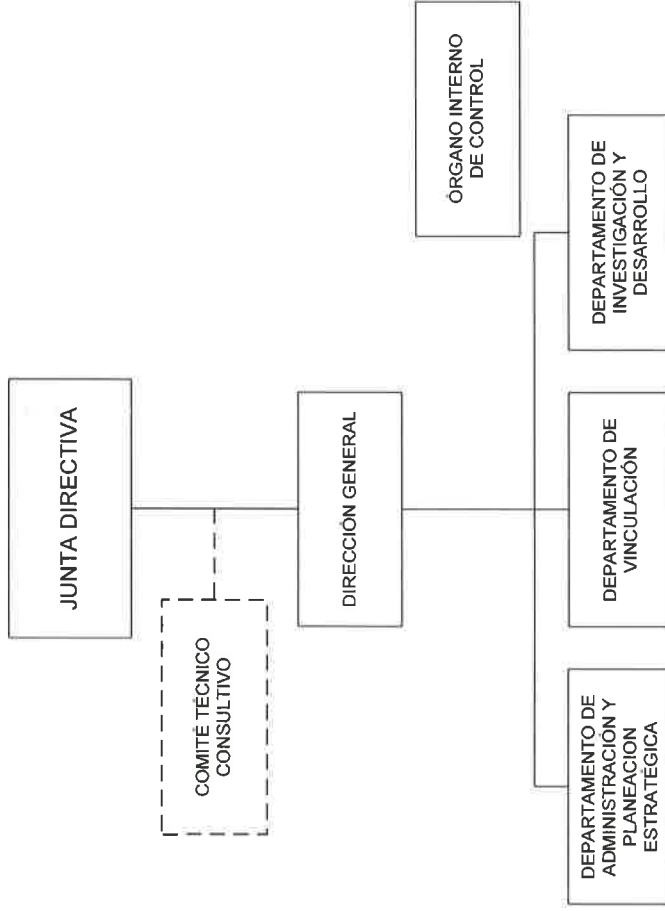 JUNTA DIRECTIVA
COMITÉ TÉCNICO
CONSULTIVO
DIRECCIÓN GENERAL
ÓRGANO INTERNO
DE CONTROL
DEPARTAMENTO DE
ADMINISTRACIÓN Y
PLANEACION
ESTRATÉGICA
DEPARTAMENTO DE
VINCULACIÓN
DEPARTAMENTO DE
INVESTIGACIÓN Y
DESARROLLO